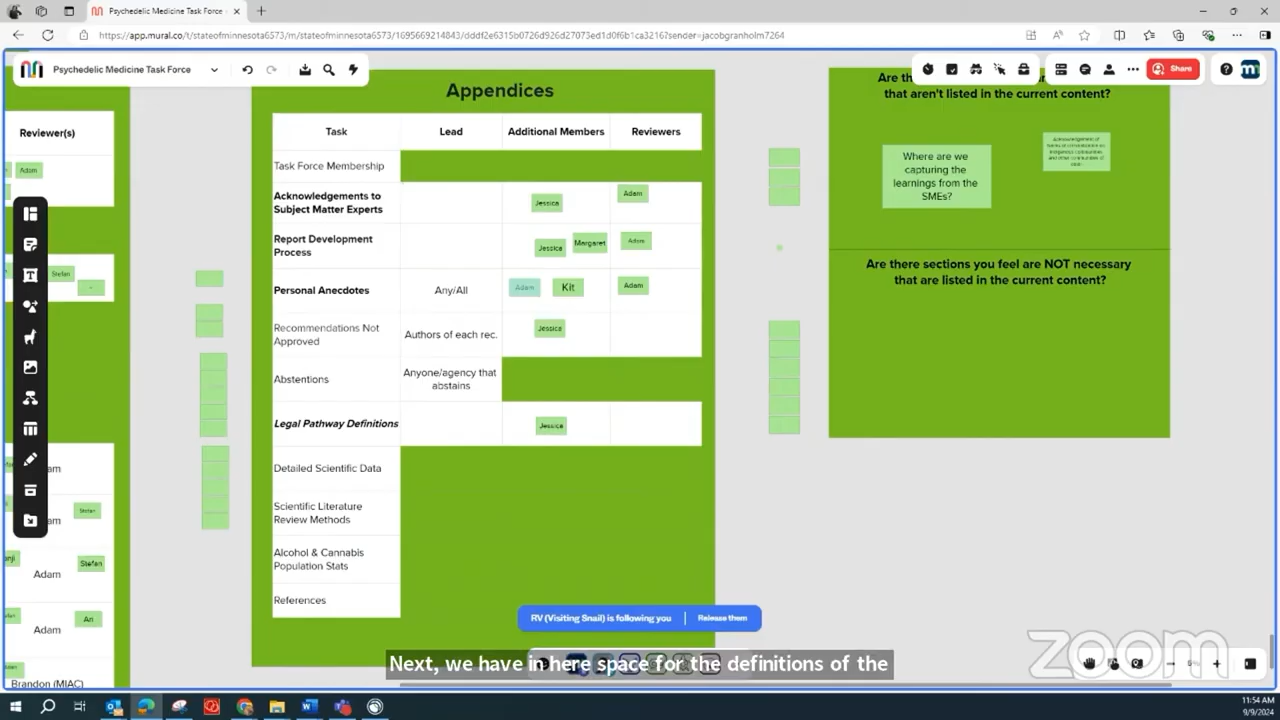 Psychedelic Medicine Task Force
https://app.mural.co/t/stateofminnesota6573/m/stateofminnesota6573/1695669214843/dddf2e6315b0726d926d27073ed1d0f6b1ca3216?sender=jacobgranholm7264
Psychedelic Medicine Task Force
Share
Reviewer(s)
Adam
Stefan
Stefan
Stefan
Adam
An
Adam
Brandon (MIAC)
Appendices
Task Lead Additional Members Reviewers
Task Force Membership
Acknowledgements to
Subject Matter Experts
Jessica
Adam
Report Development
Process
Jessica
Margaret
Adam
Personal Anecdotes
Any/All
Adam
Kit
Adam
Recommendations Not
Approved
Authors of each rec.
Jessica
Abstentions
Anyone/agency that
abstains
Legal Pathway Definitions
Jessica
Detailed Scientific Data
Scientific Literature
Review Methods
Alcohol & Cannabis
Population Stats
References
that aren't listed in the current content?
Where are we
capturing the
learnings from the
SMEs?
Are there sections you feel are NOT necessary
that are listed in the current content?
RV (Visiting Snail) is following you
Release them
Next, we have in here space for the definitions of the
zoom
11:54 AM
9/9/2024